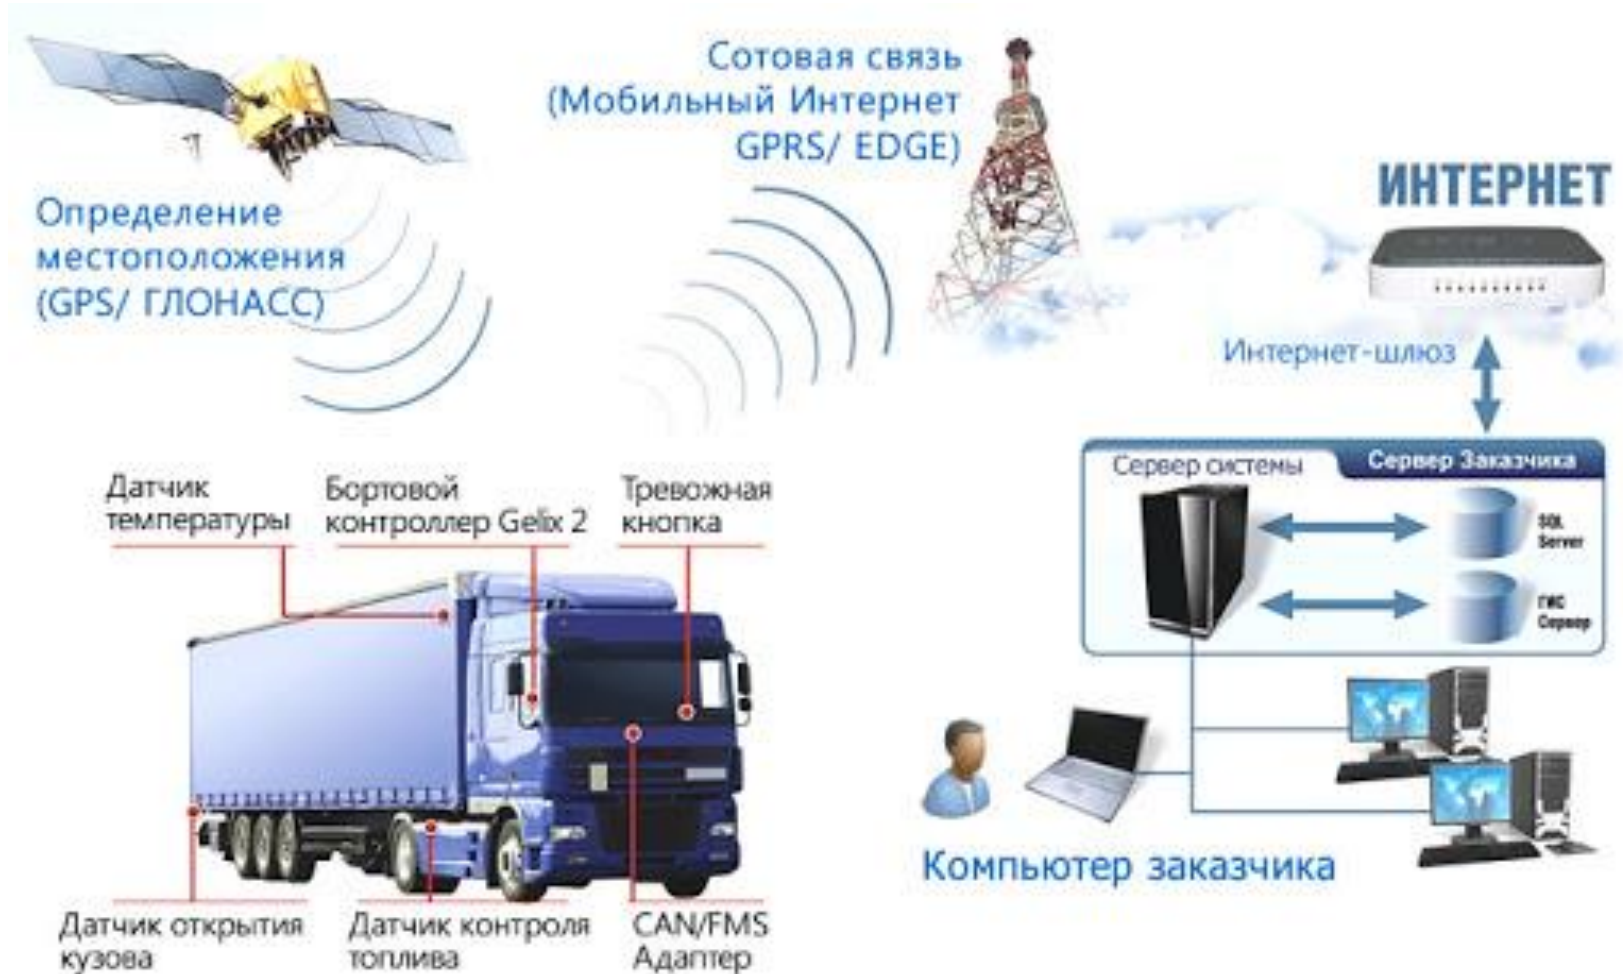 Сотовая связь
(Мобильный Интернет
GPRS/ EDGE)
Определение
местоположения
(GPS/ ГЛОНАСС)
ИНТЕРНЕТ
Интернет-шлюз
Сервер системы
Сервер Заказчика
SQL
Server
ГИС
Сервер
Датчик
температуры
Бортовой
контроллер Gelix 2
Тревожная
кнопка
Компьютер заказчика
Датчик открытия
кузова
Датчик контроля
топлива
CAN/FMS
Адаптер